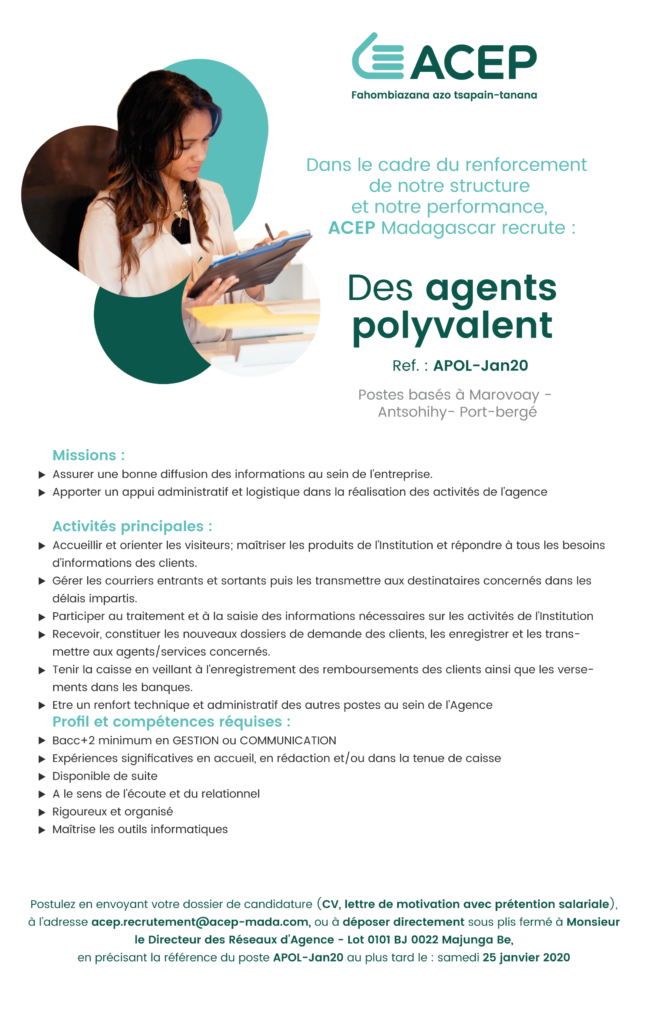 ACEP
Fahombiazana azo tsapain-tanana
Dans le cadre du renforcement
de notre structure
et notre performance,
ACEP Madagascar recrute :
Des agents
polyvalent
Ref. : APOL-Jan20
Postes basés à Marovoay -
Antsohihy- Port-bergé
Missions :
▶ Assurer une bonne diffusion des informations au sein de l'entreprise.
▶ Apporter un appui administratif et logistique dans la réalisation des activités de l'agence
Activités principales :
▶ Accueillir et orienter les visiteurs; maîtriser les produits de l'Institution et répondre à tous les besoins
d'informations des clients.
▶ Gérer les courriers entrants et sortants puis les transmettre aux destinataires concernés dans les
délais impartis.
▶ Participer au traitement et à la saisie des informations nécessaires sur les activités de l'Institution
▶ Recevoir, constituer les nouveaux dossiers de demande des clients, les enregistrer et les trans-
mettre aux agents/services concernés.
▶ Tenir la caisse en veillant à l'enregistrement des remboursements des clients ainsi que les verse-
ments dans les banques.
▶ Etre un renfort technique et administratif des autres postes au sein de l'Agence
Profil et compétences réquises :
▶ Bacc+2 minimum en GESTION ou COMMUNICATION
▶ Expériences significatives en accueil, en rédaction et/ou dans la tenue de caisse
▶ Disponible de suite
▶ A le sens de l'écoute et du relationnel
▶ Rigoureux et organisé
▶ Maîtrise les outils informatiques
Postulez en envoyant votre dossier de candidature (CV, lettre de motivation avec prétention salariale),
à l'adresse acep.recrutement@acep-mada.com, ou à déposer directement sous plis fermé à Monsieur
le Directeur des Réseaux d'Agence - Lot 0101 BJ 0022 Majunga Be,
en précisant la référence du poste APOL-Jan20 au plus tard le : samedi 25 janvier 2020